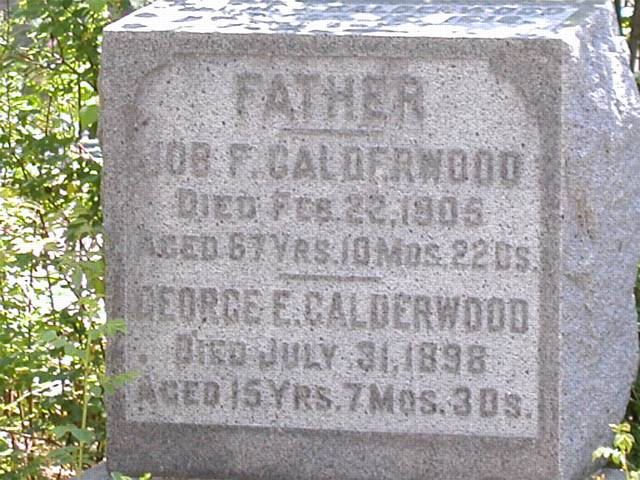 FATHER
JOB F. CALDERWOOD
DIED FEB. 22, 1905
AGED 67 YRS. 10 MOS. 22 DS.
GEORGE E. CALDERWOOD
DIED JULY 31, 1898
AGED 15 YRS. 7 MOS. 3 DS.